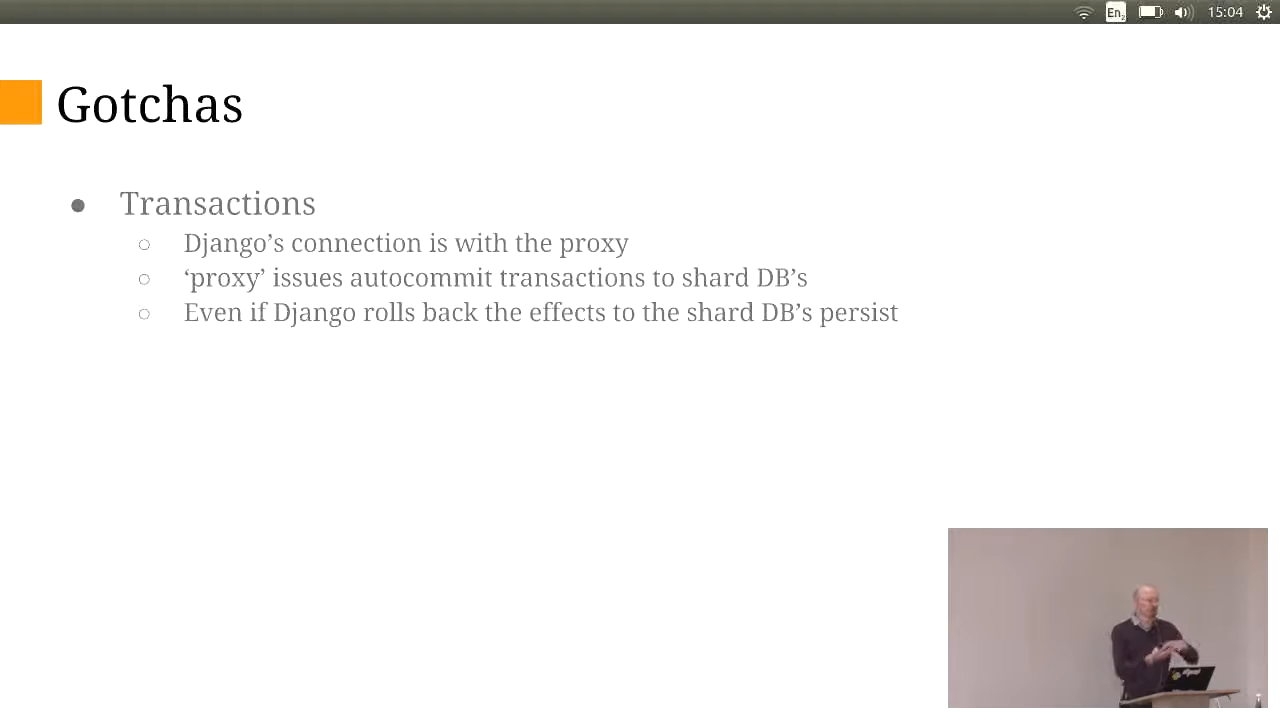 En₂ 15:04
Gotchas
● Transactions
○ Django’s connection is with the proxy
○ ‘proxy’ issues autocommit transactions to shard DB’s
○ Even if Django rolls back the effects to the shard DB’s persist